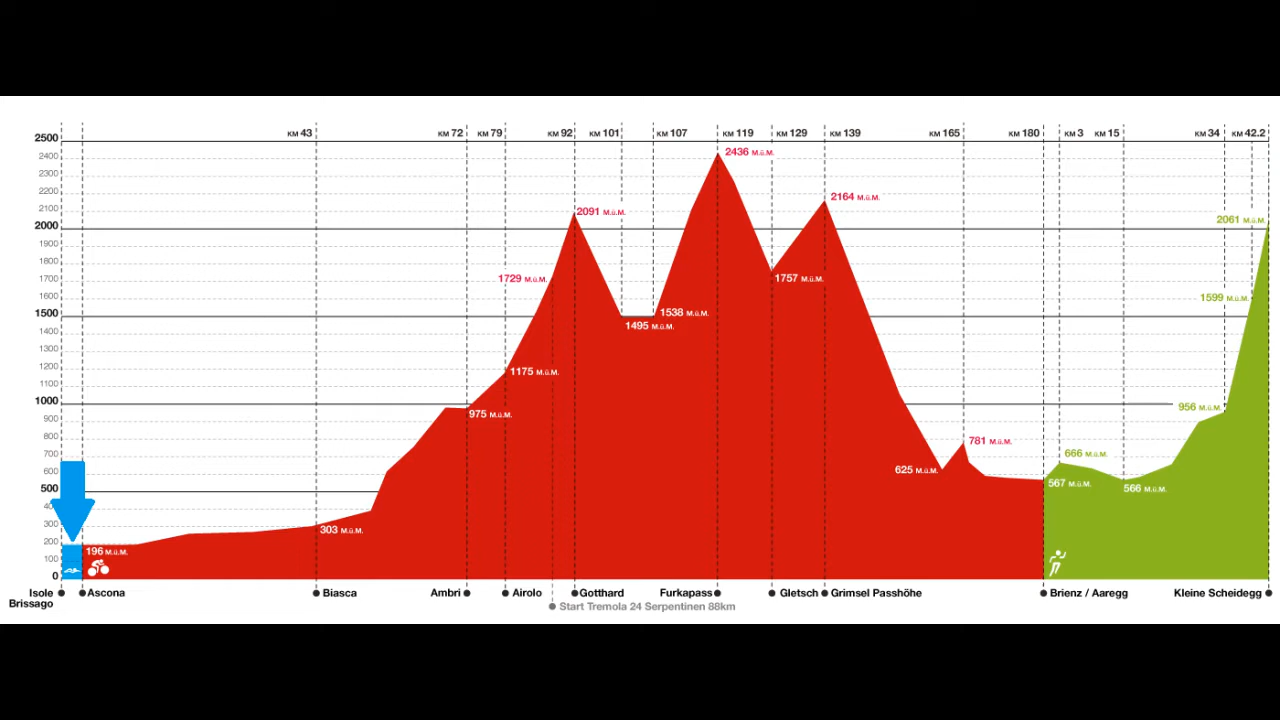 KM 43 KM 72 KM 79 KM 92 KM 101 KM 107 KM 119 KM 129 KM 139 KM 165 KM 180 KM 3 KM 15 KM 34 KM 42.2
2500
2400
2300
2200
2100
2000
1900
1800
1700
1600
1500
1400
1300
1200
1100
1000
900
800
700
600
500
300
200
100
0
2436 M.Ü.M.
2164 M.Ü.M.
2091 M.Ü.M.
2061 M.Ü.M.
1729 M.Ü.M.
1757 M.Ü.M.
1599 M.Ü.M.
1538 M.Ü.M.
1495 M.Ü.M.
1175 M.Ü.M.
956 M.Ü.M.
975 M.Ü.M.
781 M.Ü.M.
666 M.Ü.M.
625 M.Ü.M.
567 M.Ü.M.
566 M.Ü.M.
303 M.Ü.M.
196 M.Ü.M.
Isole
Brissago
Ascona Biasca Ambri Airolo Gotthard Furkapass Gletsch Grimsel Passhöhe Brienz / Aaregg Kleine Scheidegg
Start Tremola 24 Serpentinen 88km